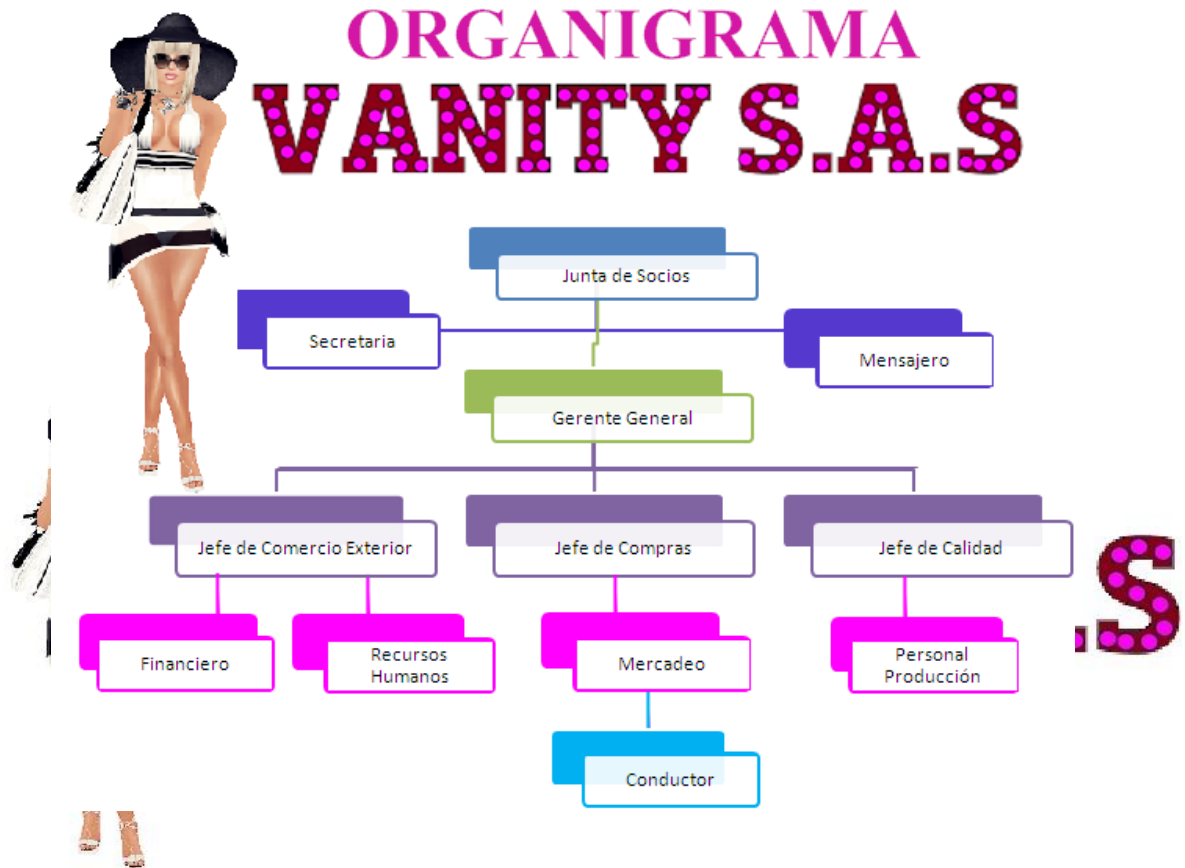 ORGANIGRAMA
VANITY S.A.S
Junta de Socios
Secretaria
Mensajero
Gerente General
Jefe de Comercio Exterior
Jefe de Compras
Jefe de Calidad
.S
Financiero
Recursos
Humanos
Mercadeo
Personal
Producción
Conductor